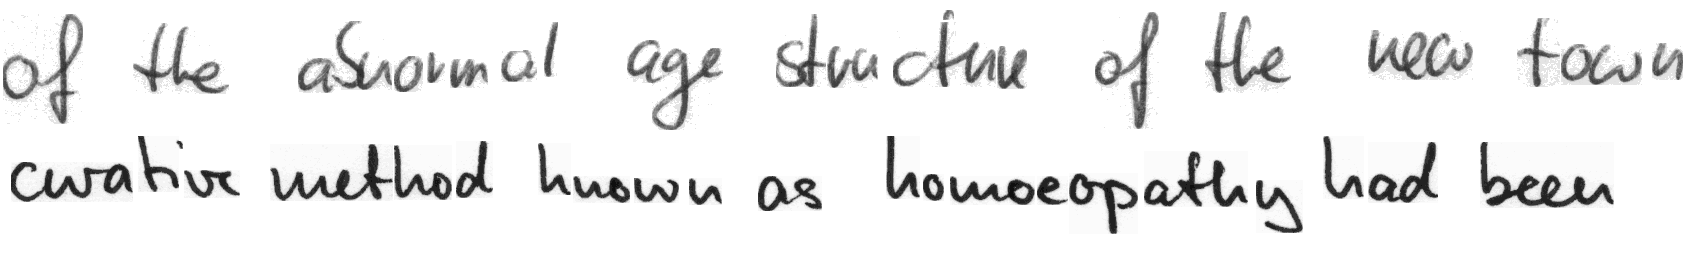 of the abnormal age structure of the new town
curative method known as homoeopathy had been